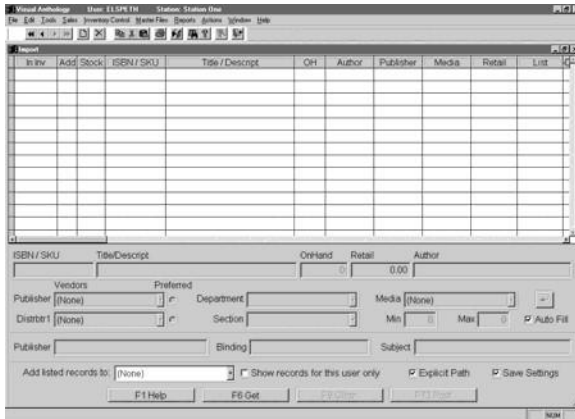 Visual Anthology User: ELSPETH Station: Station One
File Edit Tools Sales Inventory Control Master Files Reports Actions Window Help
Import
In Inv Add Stock ISBN / SKU Title / Descript OH Author Publisher Media Retail List
ISBN / SKU Title/Descript OnHand Retail Author
0 0.00
Vendors Preferred
Publisher (None) Department Media (None)
Distrbtr1 (None) Section Min 0 Max 0 Auto Fill
Publisher Binding Subject
Add listed records to: (None) Show records for this user only Explicit Path Save Settings
F1 Help F6 Get
NUM